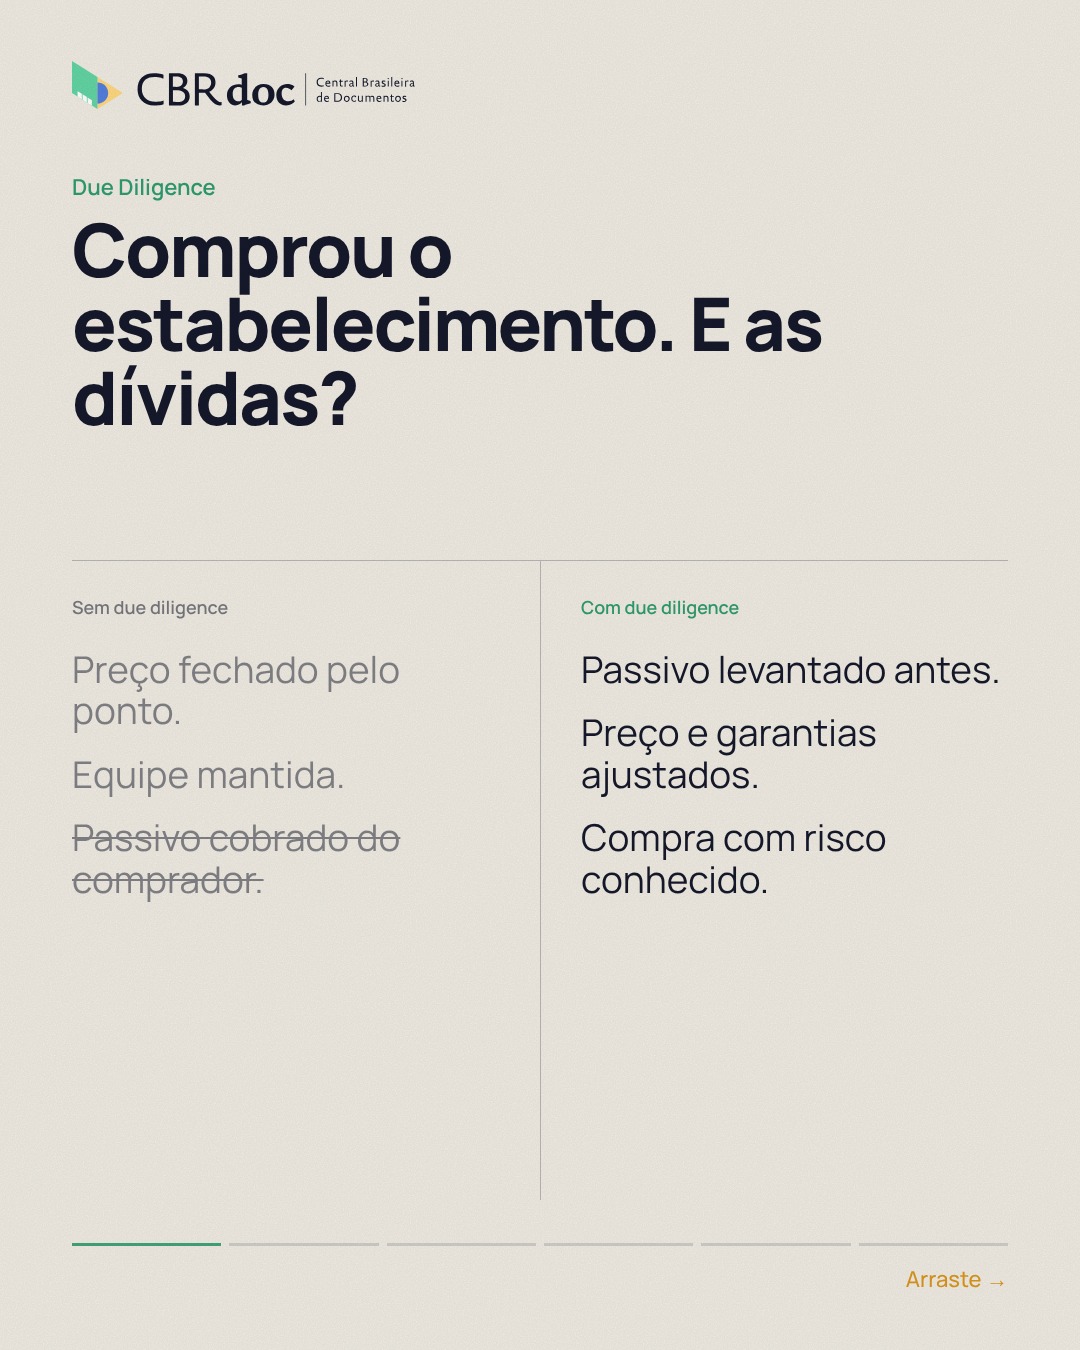 CBRdoc
Central Brasileira
de Documentos
Due Diligence
Comprou o
estabelecimento. E as
dívidas?
Sem due diligence
Preço fechado pelo
ponto.
Equipe mantida.
Passivo cobrado do
comprador.
Com due diligence
Passivo levantado antes.
Preço e garantias
ajustados.
Compra com risco
conhecido.
Arraste →